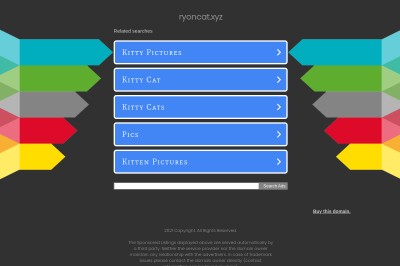 ryoncat.xyz
Related searches
Kitty Pictures
Kitty Cat
Kitty Cats
Pics
Kitten Pictures
Search Ads
Buy this domain.
2023 Copyright. All Rights Reserved.
The Sponsored Listings displayed above are served automatically by
a third party. Neither the service provider nor the domain owner
maintain any relationship with the advertisers. In case of trademark
issues please contact the domain owner directly (contact